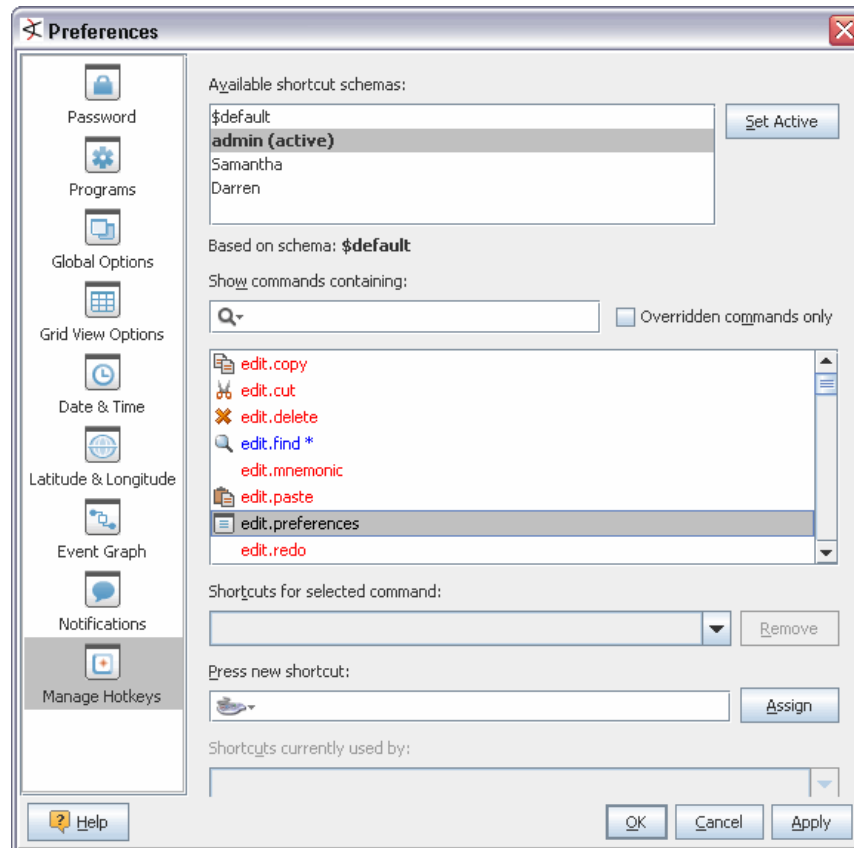 Preferences
Password
Programs
Global Options
Grid View Options
Date & Time
Latitude & Longitude
Event Graph
Notifications
Manage Hotkeys
Available shortcut schemas:
$default
admin (active)
Samantha
Darren
Set Active
Based on schema: $default
Show commands containing:
Overridden commands only
edit.copy
edit.cut
edit.delete
edit.find *
edit.mnemonic
edit.paste
edit.preferences
edit.redo
Shortcuts for selected command:
Remove
Press new shortcut:
Assign
Shortcuts currently used by:
Help
OK
Cancel
Apply